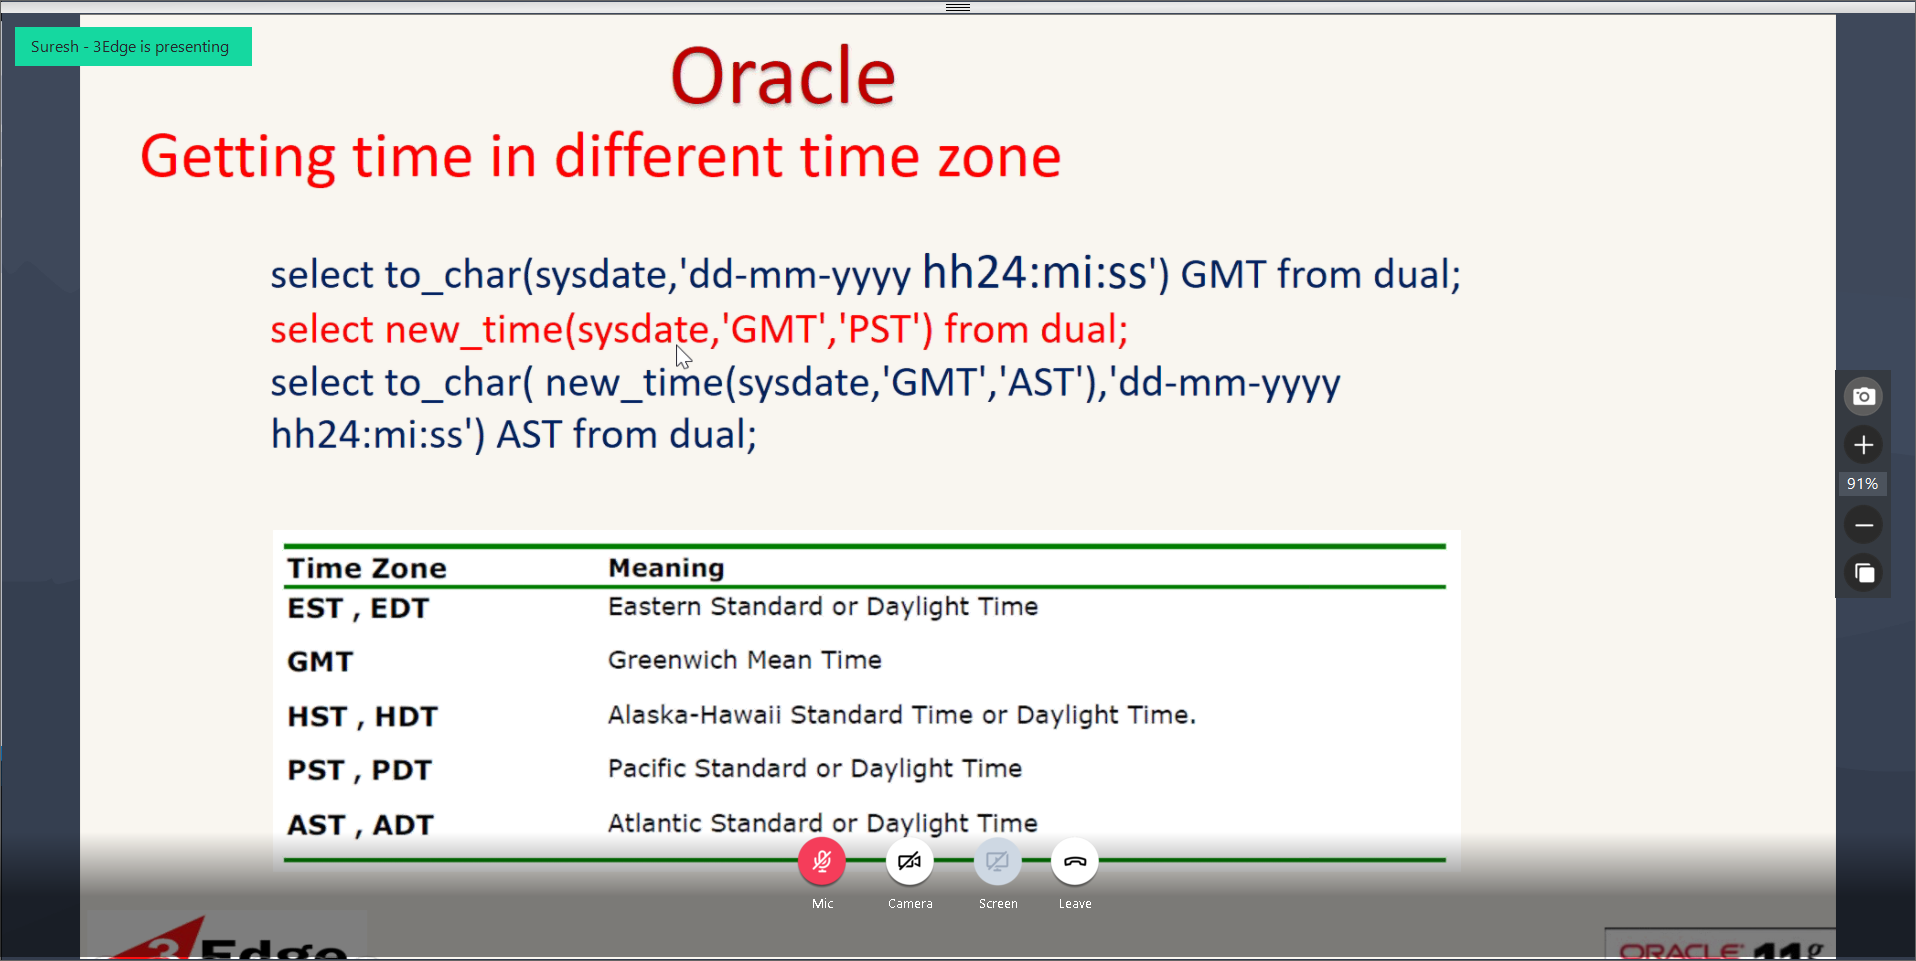 Suresh - 3Edge is presenting
Oracle
Getting time in different time zone
select to_char(sysdate,'dd-mm-yyyy hh24:mi:ss') GMT from dual;
select new_time(sysdate,'GMT','PST') from dual;
select to_char( new_time(sysdate,'GMT','AST'),'dd-mm-yyyy
hh24:mi:ss') AST from dual;
91%
Time Zone Meaning
EST , EDT Eastern Standard or Daylight Time
GMT Greenwich Mean Time
HST , HDT Alaska-Hawaii Standard Time or Daylight Time.
PST , PDT Pacific Standard or Daylight Time
AST , ADT Atlantic Standard or Daylight Time
Mic Camera Screen Leave
3 Edge
ORACLE 11g